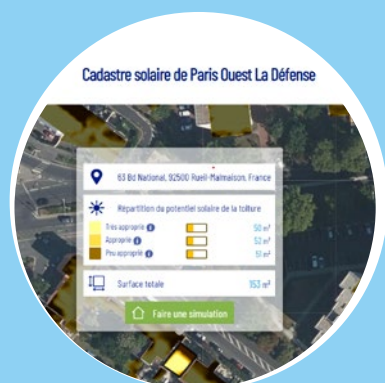 Cadastre solaire de Paris Ouest La Défense
63 Bd National, 92500 Rueil-Malmaison, France
Répartition du potentiel solaire de la toiture
Très approprié 50 m²
Approprié 52 m²
Peu approprié 51 m²
Surface totale 153 m²
Faire une simulation